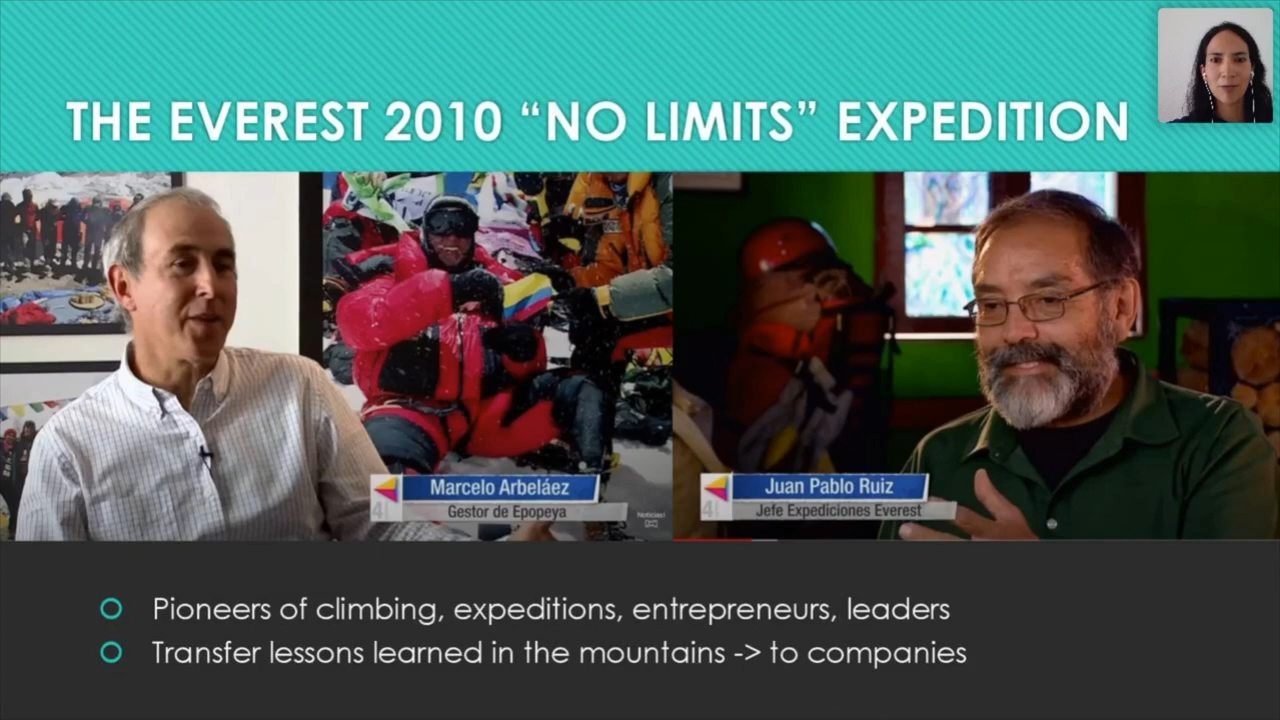 THE EVEREST 2010 “NO LIMITS” EXPEDITION
Marcelo Arbeláez
Gestor de Epopeya
Noticias1
Juan Pablo Ruiz
Jefe Expediciones Everest
Pioneers of climbing, expeditions, entrepreneurs, leaders
Transfer lessons learned in the mountains -> to companies